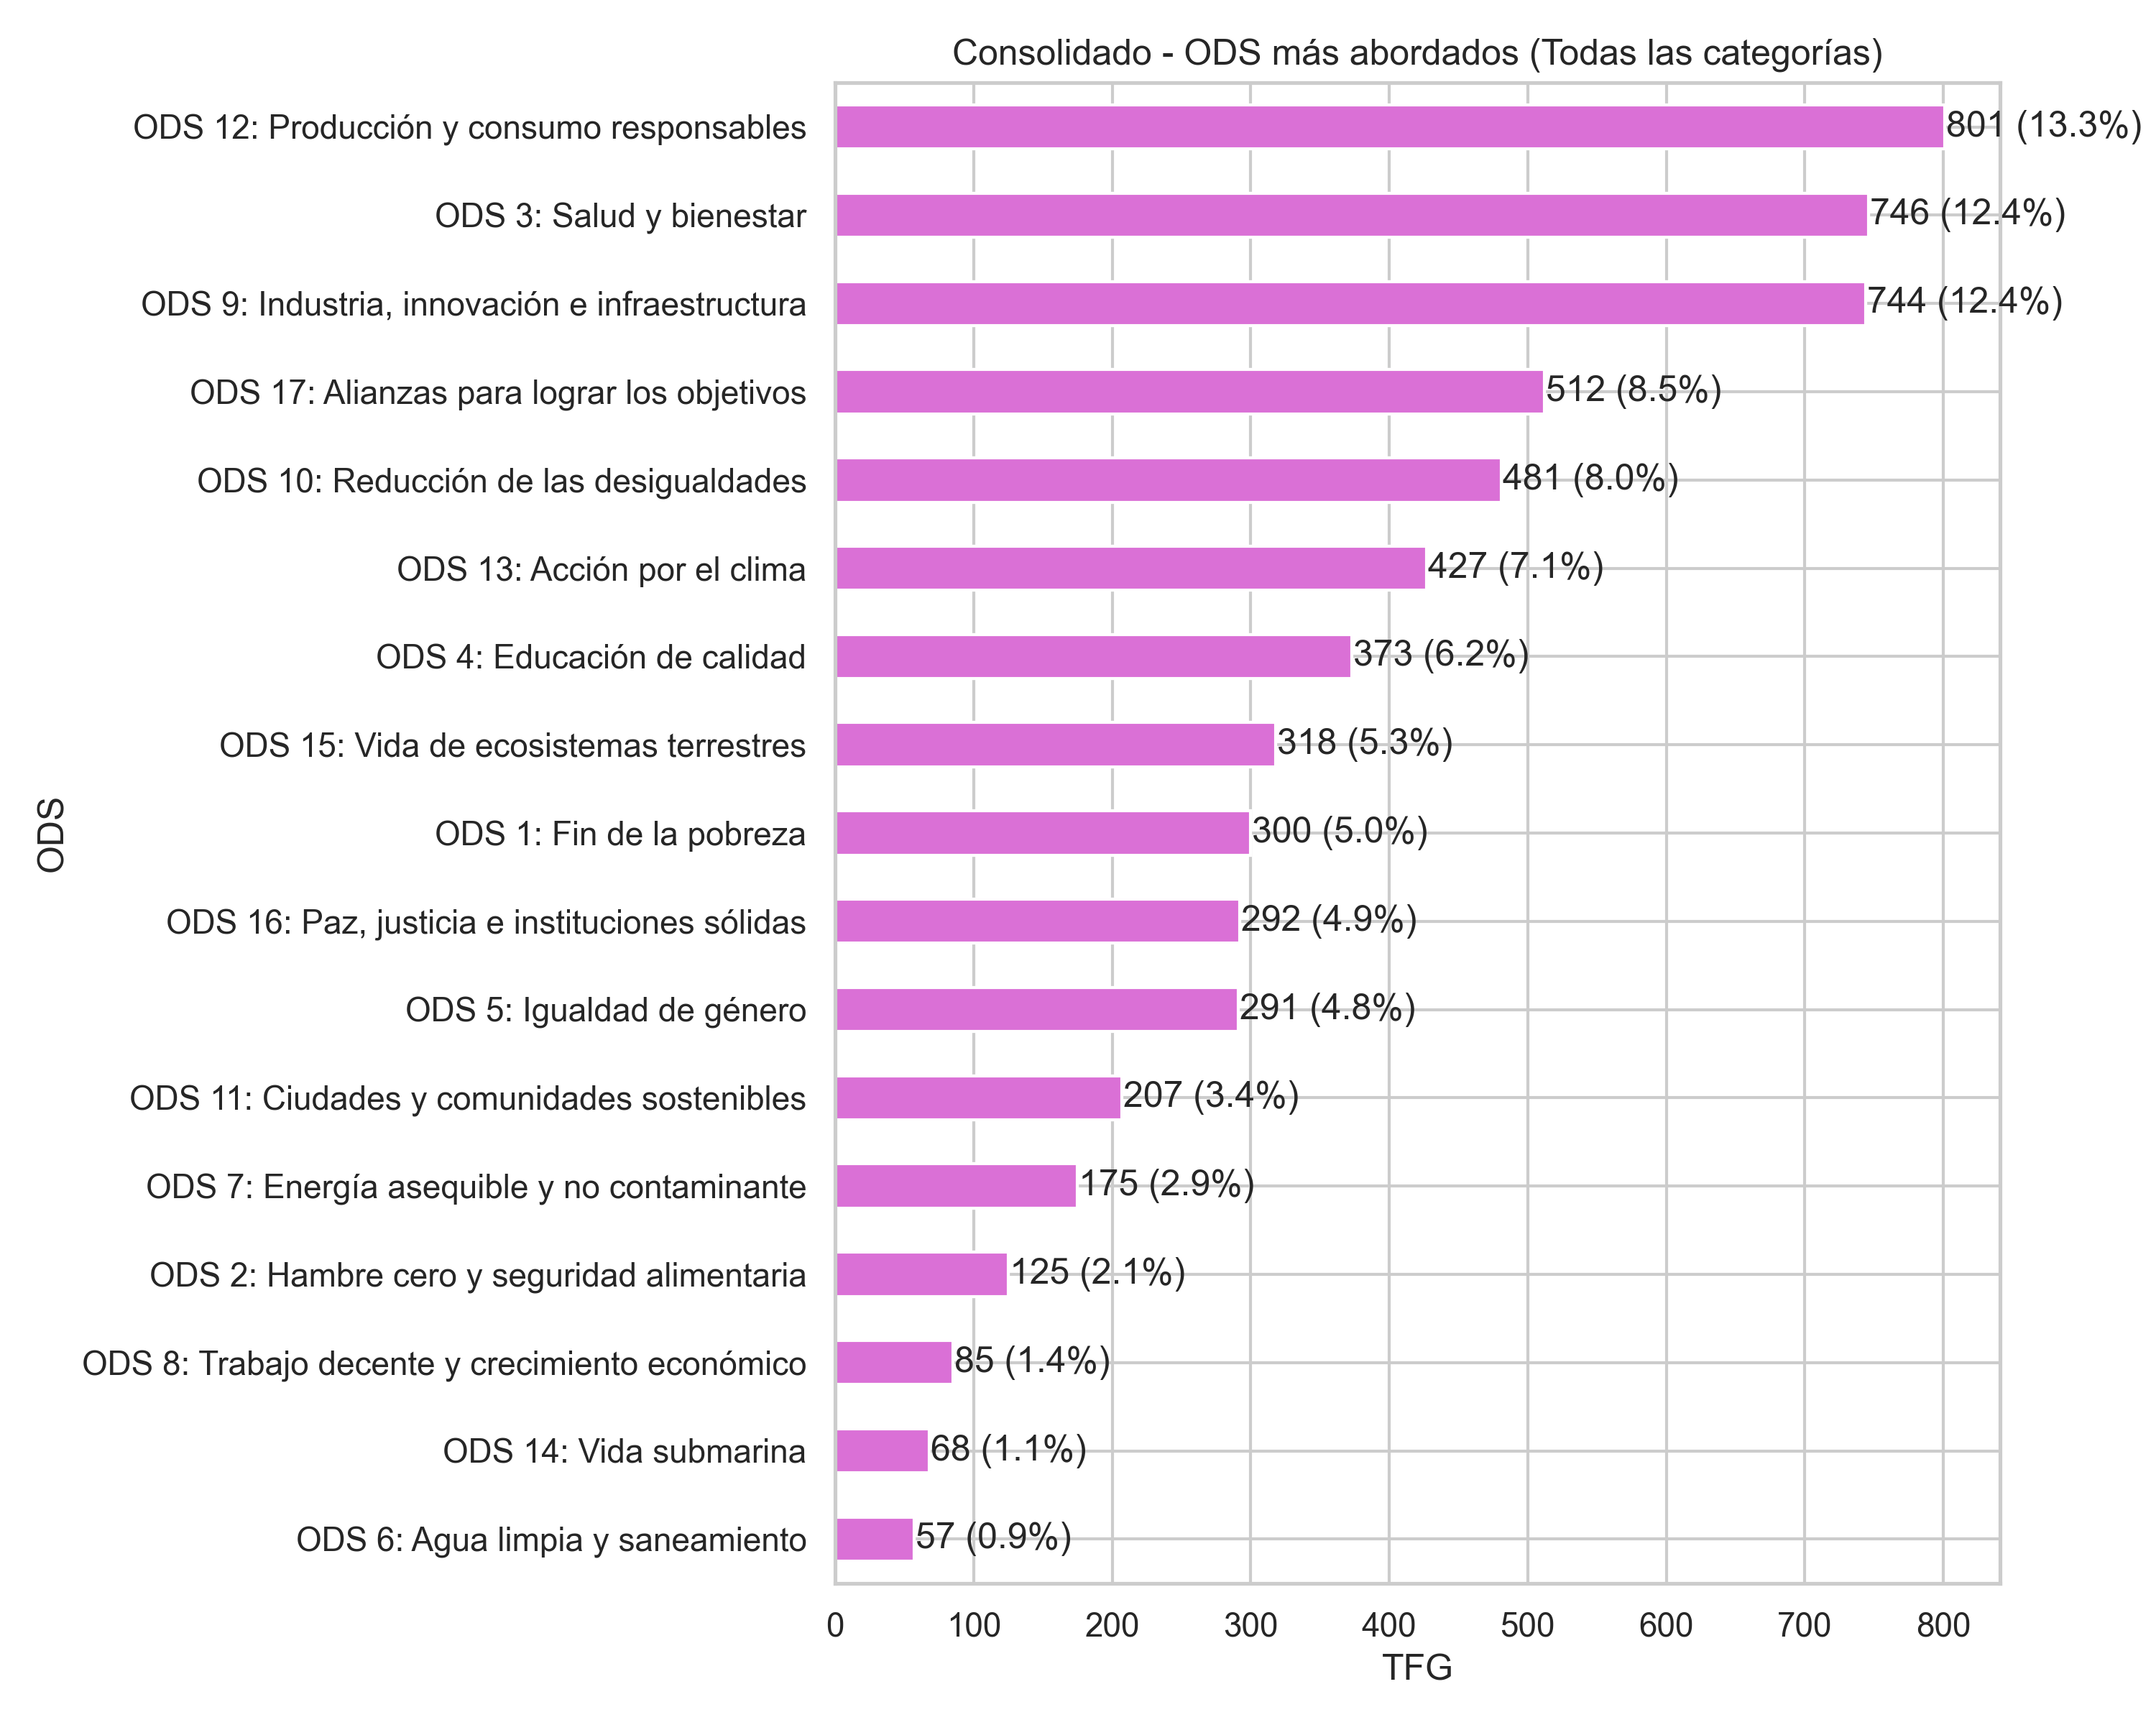 Consolidado - ODS más abordados (Todas las categorías)
ODS 12: Producción y consumo responsables 801 (13.3%)
ODS 3: Salud y bienestar 746 (12.4%)
ODS 9: Industria, innovación e infraestructura 744 (12.4%)
ODS 17: Alianzas para lograr los objetivos 512 (8.5%)
ODS 10: Reducción de las desigualdades 481 (8.0%)
ODS 13: Acción por el clima 427 (7.1%)
ODS 4: Educación de calidad 373 (6.2%)
ODS 15: Vida de ecosistemas terrestres 318 (5.3%)
ODS 1: Fin de la pobreza 300 (5.0%)
ODS 16: Paz, justicia e instituciones sólidas 292 (4.9%)
ODS 5: Igualdad de género 291 (4.8%)
ODS 11: Ciudades y comunidades sostenibles 207 (3.4%)
ODS 7: Energía asequible y no contaminante 175 (2.9%)
ODS 2: Hambre cero y seguridad alimentaria 125 (2.1%)
ODS 8: Trabajo decente y crecimiento económico 85 (1.4%)
ODS 14: Vida submarina 68 (1.1%)
ODS 6: Agua limpia y saneamiento 57 (0.9%)
ODS
0 100 200 300 400 500 600 700 800
TFG